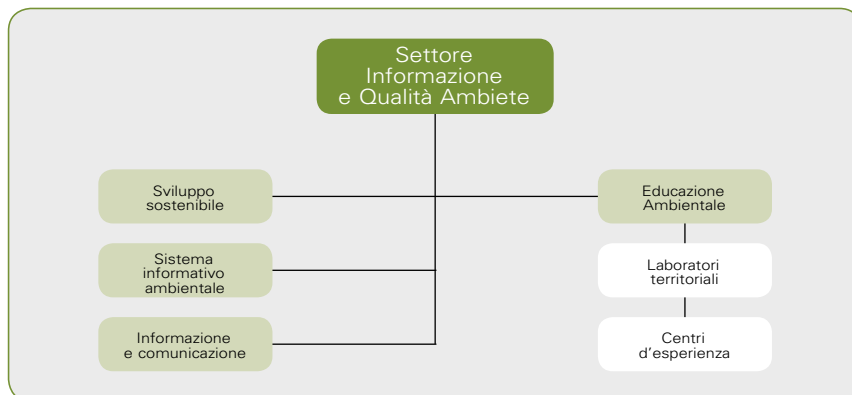 Settore
Informazione
e Qualità Ambiete
Sviluppo
sostenibile
Educazione
Ambientale
Sistema
informativo
ambientale
Laboratori
territoriali
Informazione
e comunicazione
Centri
d'esperienza